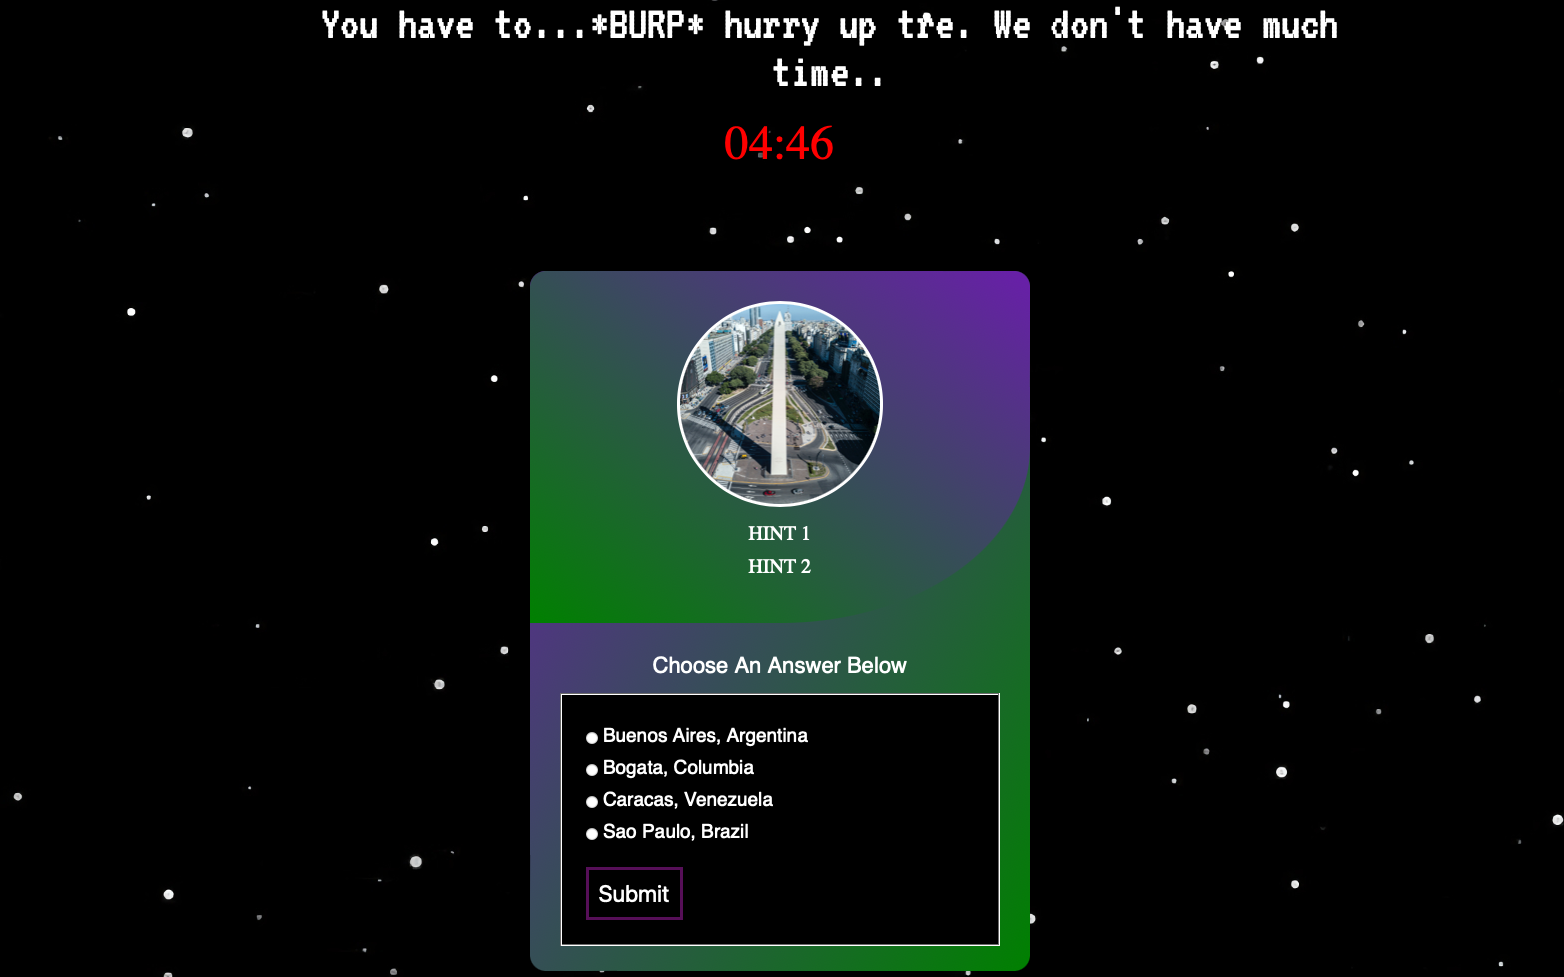 You have to...*BURP* hurry up tre. We don't have much
time..
04:46
HINT 1
HINT 2
Choose An Answer Below
Buenos Aires, Argentina
Bogata, Columbia
Caracas, Venezuela
Sao Paulo, Brazil
Submit